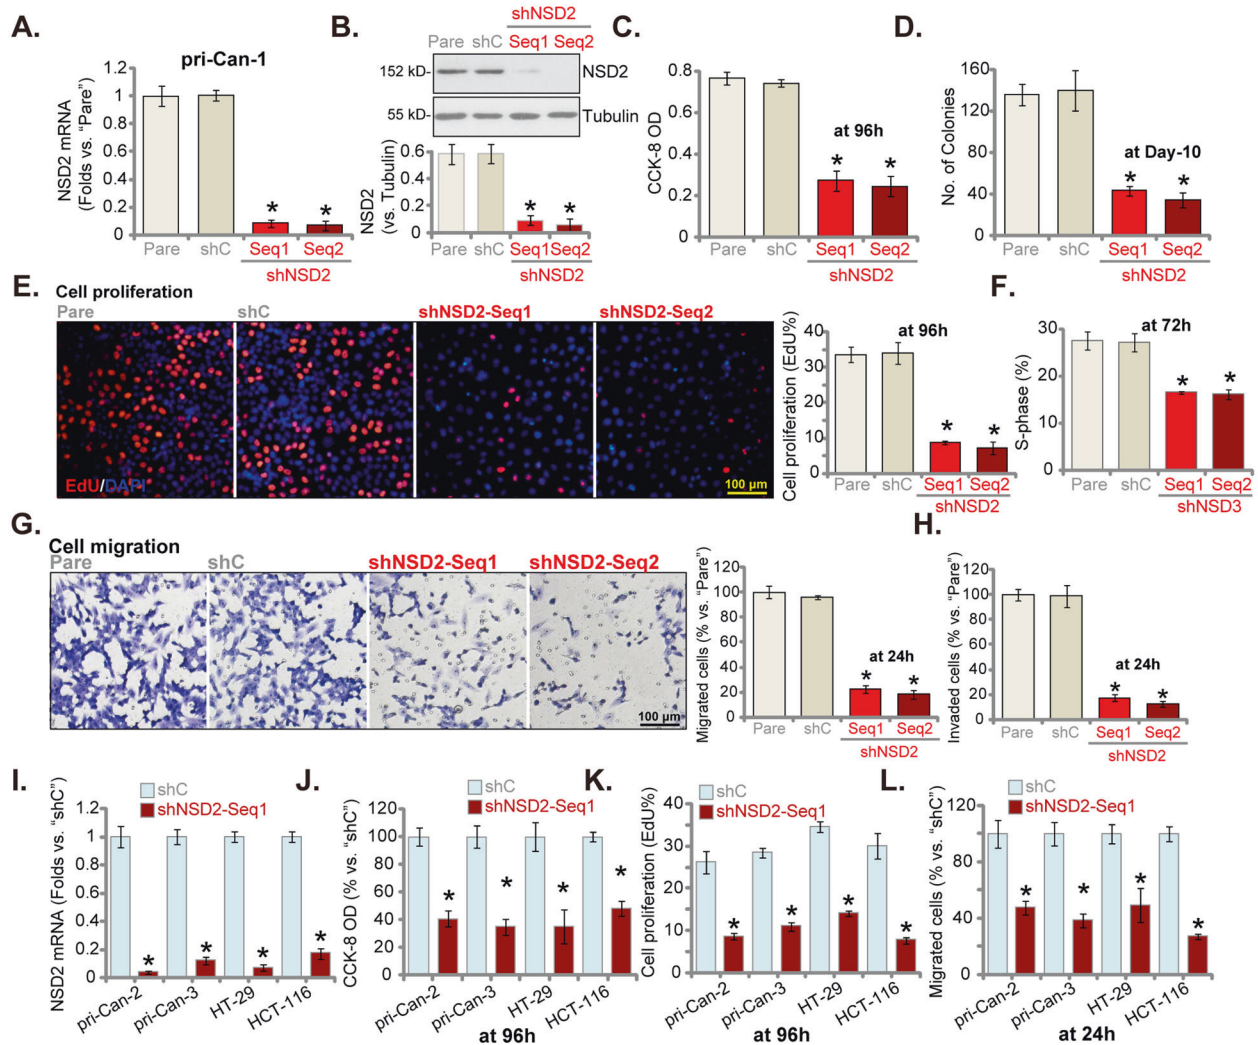 A.
pri-Can-1
NSD2 mRNA
(Folds vs. “Pare”)
1.2
1
0.8
0.6
0.4
0.2
0
*
*
Pare
shC
Seq1
Seq2
shNSD2
B.
shNSD2
Pare shC Seq1 Seq2
152 kD-
NSD2
55 kD-
Tubulin
NSD2
(vs. Tubulin)
0.6
0.4
0.2
0
*
*
Pare
shC
Seq1
Seq2
shNSD2
C.
CCK-8 OD
0.8
0.6
0.4
0.2
0
at 96h
*
*
Pare
shC
Seq1
Seq2
shNSD2
D.
No. of Colonies
160
120
80
40
0
at Day-10
*
*
Pare
shC
Seq1
Seq2
shNSD2
E.
Cell proliferation
Pare
shC
shNSD2-Seq1
shNSD2-Seq2
EdU/DAPI
100 µm
Cell proliferation (EdU%)
40
30
20
10
0
at 96h
*
*
Pare
shC
Seq1
Seq2
shNSD2
F.
S-phase (%)
30
20
10
0
at 72h
*
*
Pare
shC
Seq1
Seq2
shNSD3
G.
Cell migration
Pare
shC
shNSD2-Seq1
shNSD2-Seq2
100 µm
Migrated cells (% vs. “Pare”)
120
100
80
60
40
20
0
at 24h
*
*
Pare
shC
Seq1
Seq2
shNSD2
H.
Invaded cells (% vs. “Pare”)
120
100
80
60
40
20
0
at 24h
*
*
Pare
shC
Seq1
Seq2
shNSD2
I.
shC
shNSD2-Seq1
NSD2 mRNA (Folds vs. “shC”)
1.2
1
0.8
0.6
0.4
0.2
0
*
*
*
*
pri-Can-2
pri-Can-3
HT-29
HCT-116
J.
shC
shNSD2-Seq1
CCK-8 OD (% vs. “shC”)
120
100
80
60
40
20
0
*
*
*
*
pri-Can-2
pri-Can-3
HT-29
HCT-116
at 96h
K.
shC
shNSD2-Seq1
Cell proliferation (EdU%)
40
30
30
20
10
0
*
*
*
*
pri-Can-2
pri-Can-3
HT-29
HCT-116
at 96h
L.
shC
shNSD2-Seq1
Migrated cells (% vs. “shC”)
120
80
60
40
20
0
*
*
*
*
pri-Can-2
pri-Can-3
HT-29
HCT-116
at 24h